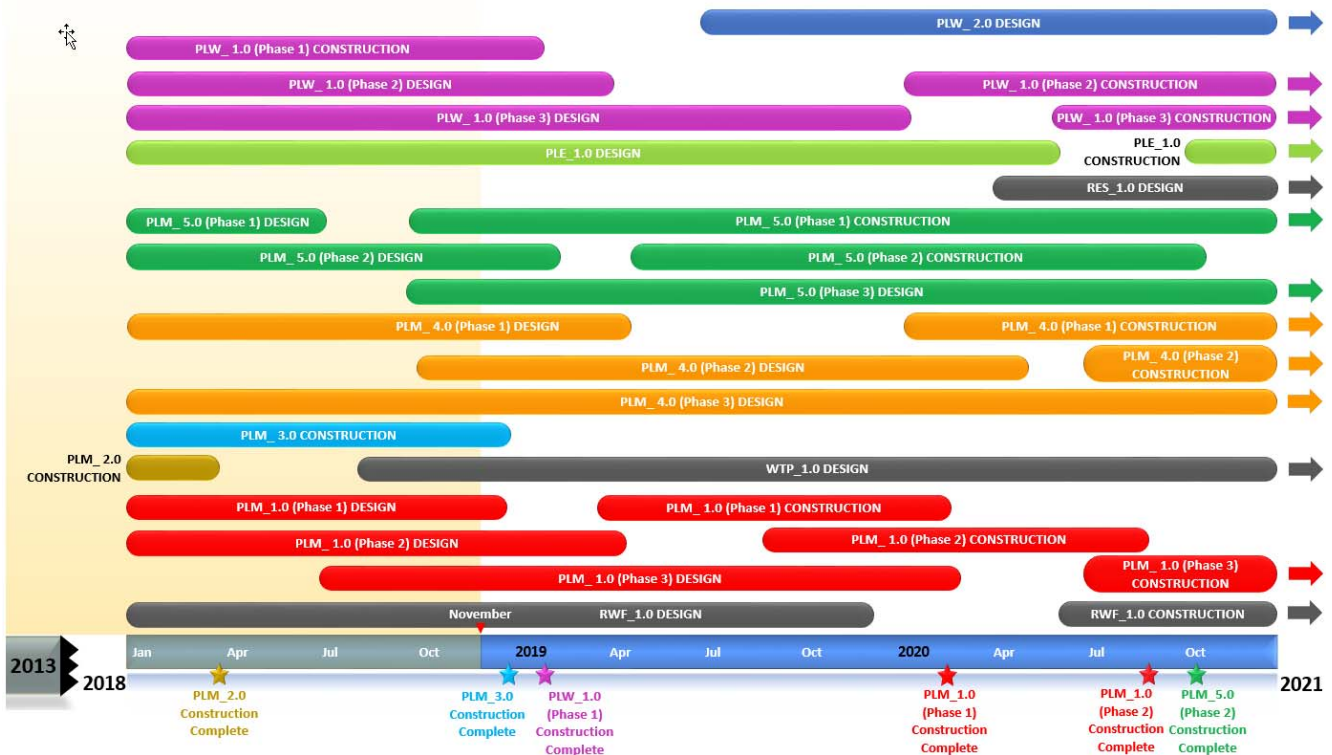 PLW_2.0 DESIGN
PLW_ 1.0 (Phase 1) CONSTRUCTION
PLW_ 1.0 (Phase 2) DESIGN
PLW_ 1.0 (Phase 2) CONSTRUCTION
PLW_ 1.0 (Phase 3) DESIGN
PLW_ 1.0 (Phase 3) CONSTRUCTION
PLE_1.0 DESIGN
PLE_1.0
CONSTRUCTION
RES_1.0 DESIGN
PLM_ 5.0 (Phase 1) DESIGN
PLM_ 5.0 (Phase 1) CONSTRUCTION
PLM_ 5.0 (Phase 2) DESIGN
PLM_ 5.0 (Phase 2) CONSTRUCTION
PLM_ 5.0 (Phase 3) DESIGN
PLM_ 4.0 (Phase 1) DESIGN
PLM_ 4.0 (Phase 1) CONSTRUCTION
PLM_ 4.0 (Phase 2) DESIGN
PLM_ 4.0 (Phase 2)
CONSTRUCTION
PLM_ 4.0 (Phase 3) DESIGN
PLM_ 3.0 CONSTRUCTION
PLM_ 2.0
CONSTRUCTION
WTP_1.0 DESIGN
PLM_1.0 (Phase 1) DESIGN
PLM_ 1.0 (Phase 1) CONSTRUCTION
PLM_ 1.0 (Phase 2) DESIGN
PLM_ 1.0 (Phase 2) CONSTRUCTION
PLM_ 1.0 (Phase 3) DESIGN
PLM_ 1.0 (Phase 3)
CONSTRUCTION
November
RWF_1.0 DESIGN
RWF_1.0 CONSTRUCTION
2013
2018
Jan
Apr
Jul
Oct
2019
Apr
Jul
Oct
2020
Apr
Jul
Oct
2021
PLM_2.0
Construction
Complete
PLM_3.0
Construction
Complete
PLW_1.0
(Phase 1)
Construction
Complete
PLM_1.0
(Phase 1)
Construction
Complete
PLM_1.0
(Phase 2)
Construction
Complete
PLM_5.0
(Phase 2)
Construction
Complete